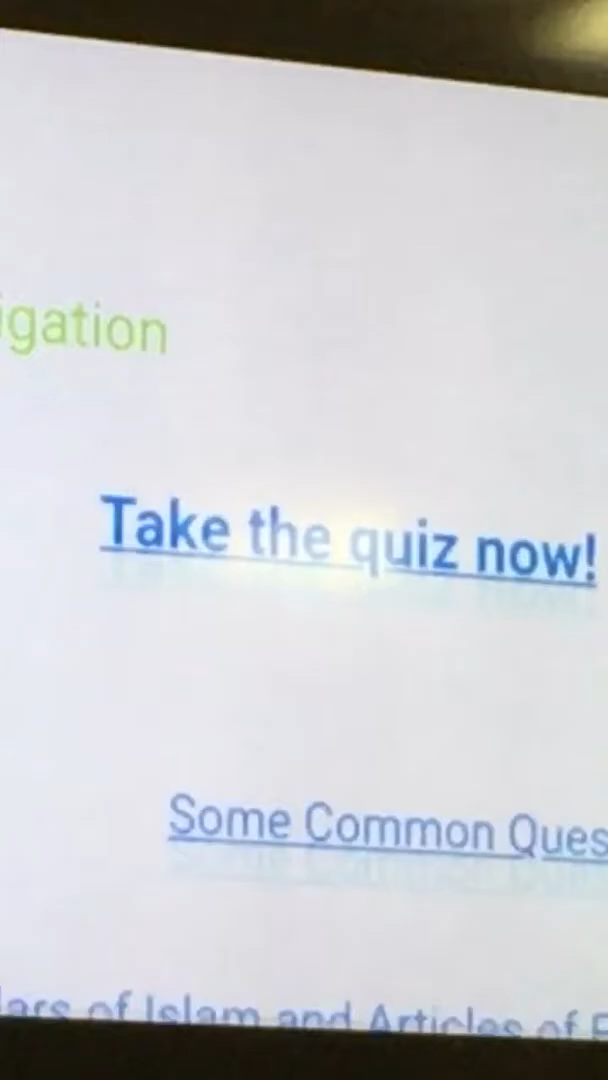 igation
Take the quiz now!
Some Common Ques
lars of Islam and Articles of F